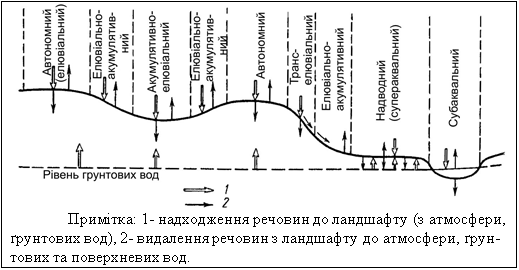 Автономний
(елювіальний)
Елювіально-
акумулятив-
ний
Акумулятивно-
елювіальний
Елювіально-
акумулятив-
ний
Автономний
Транс-
елювіальний
Елювіально-
акумулятивний
Надводний
(супераквальний)
Субаквальний
Рівень грунтових вод
1
2
Примітка: 1- надходження речовин до ландшафту (з атмосфери,
ґрунтових вод), 2- видалення речовин з ландшафту до атмосфери, ґрун-
тових та поверхневих вод.